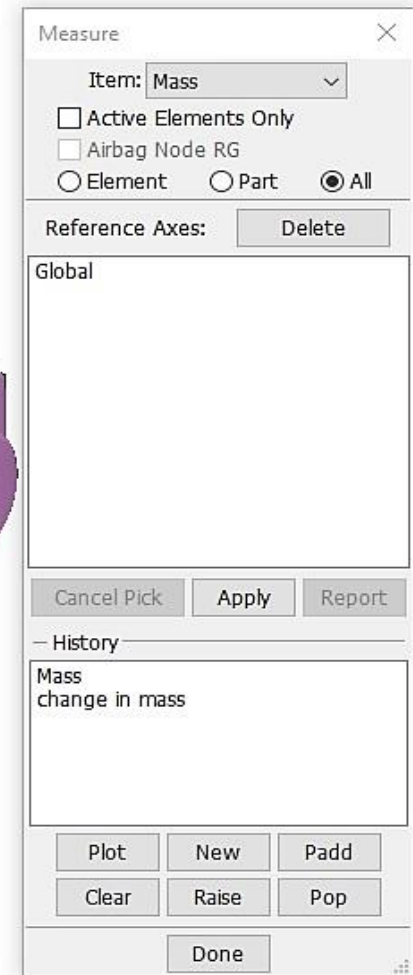 Measure
Item: Mass
Active Elements Only
Airbag Node RG
Element Part All
Reference Axes: Delete
Global
Cancel Pick Apply Report
History
Mass
change in mass
Plot New Padd
Clear Raise Pop
Done